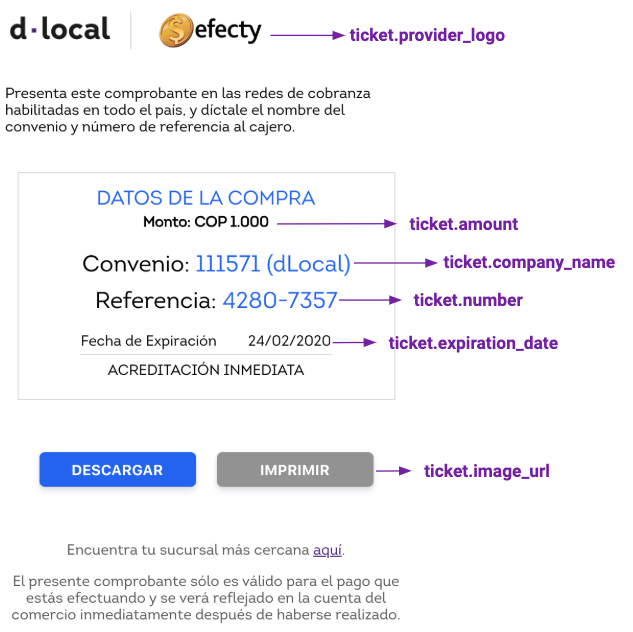 d·local efecty ticket.provider_logo
Presenta este comprobante en las redes de cobranza
habilitadas en todo el país, y díctale el nombre del
convenio y número de referencia al cajero.
DATOS DE LA COMPRA
Monto: COP 1.000 ticket.amount
Convenio: 111571 (dLocal) ticket.company_name
Referencia: 4280-7357 ticket.number
Fecha de Expiración 24/02/2020 ticket.expiration_date
ACREDITACIÓN INMEDIATA
DESCARGAR IMPRIMIR ticket.image_url
Encuentra tu sucursal más cercana aquí.
El presente comprobante sólo es válido para el pago que
estás efectuando y se verá reflejado en la cuenta del
comercio inmediatamente después de haberse realizado.